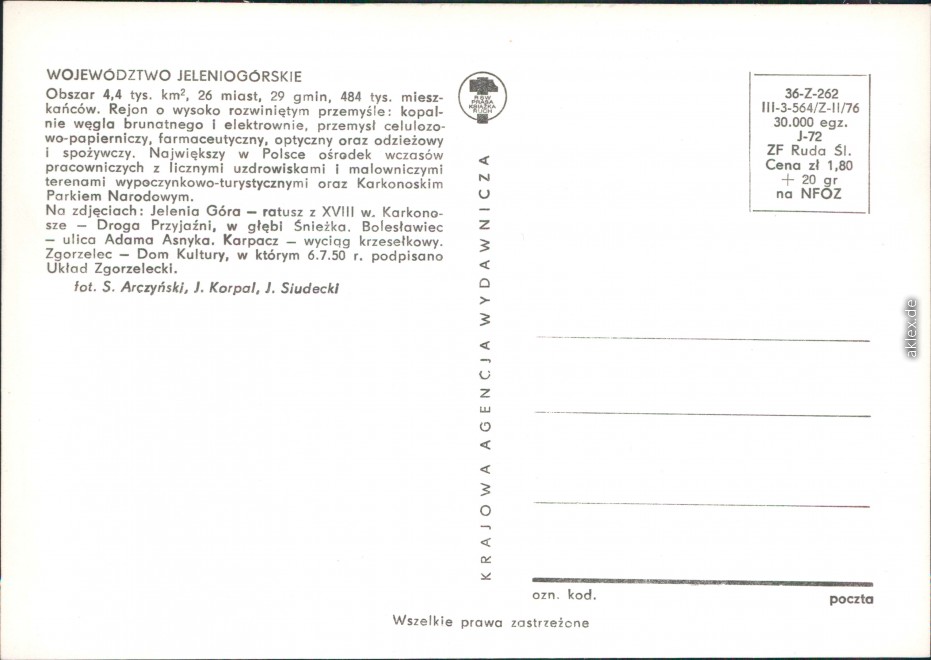 WOJEWÓDZTWO JELENIOGÓRSKIE
Obszar 4,4 tys. km², 26 miast, 29 gmin, 484 tys. miesz-
kańców. Rejon o wysoko rozwiniętym przemyśle: kopal-
nie węgla brunatnego i elektrownie, przemysł celulozo-
wo-papierniczy, farmaceutyczny, optyczny oraz odzieżowy
i spożywczy. Największy w Polsce ośrodek wczasów
pracowniczych z licznymi uzdrowiskami i malowniczymi
terenami wypoczynkowo-turystycznymi oraz Karkonoskim
Parkiem Narodowym.
Na zdjęciach: Jelenia Góra — ratusz z XVIII w. Karkono-
sze — Droga Przyjaźni, w głębi Śnieżka. Bolesławiec
— ulica Adama Asnyka. Karpacz — wyciąg krzesełkowy.
Zgorzelec — Dom Kultury, w którym 6.7.50 r. podpisano
Układ Zgorzelecki.
fot. S. Arczyński, J. Korpal, J. Siudecki
RSW
PRASA
KSIĄŻKA
RUCH
KRAJOWA AGENCJA WYDAWNICZA
36-Z-262
III-3-564/Z-II/76
30.000 egz.
J-72
ZF Ruda Śl.
Cena zł 1,80
+ 20 gr
na NFOZ
aklex.de
ozn. kod.
poczta
Wszelkie prawa zastrzeżone